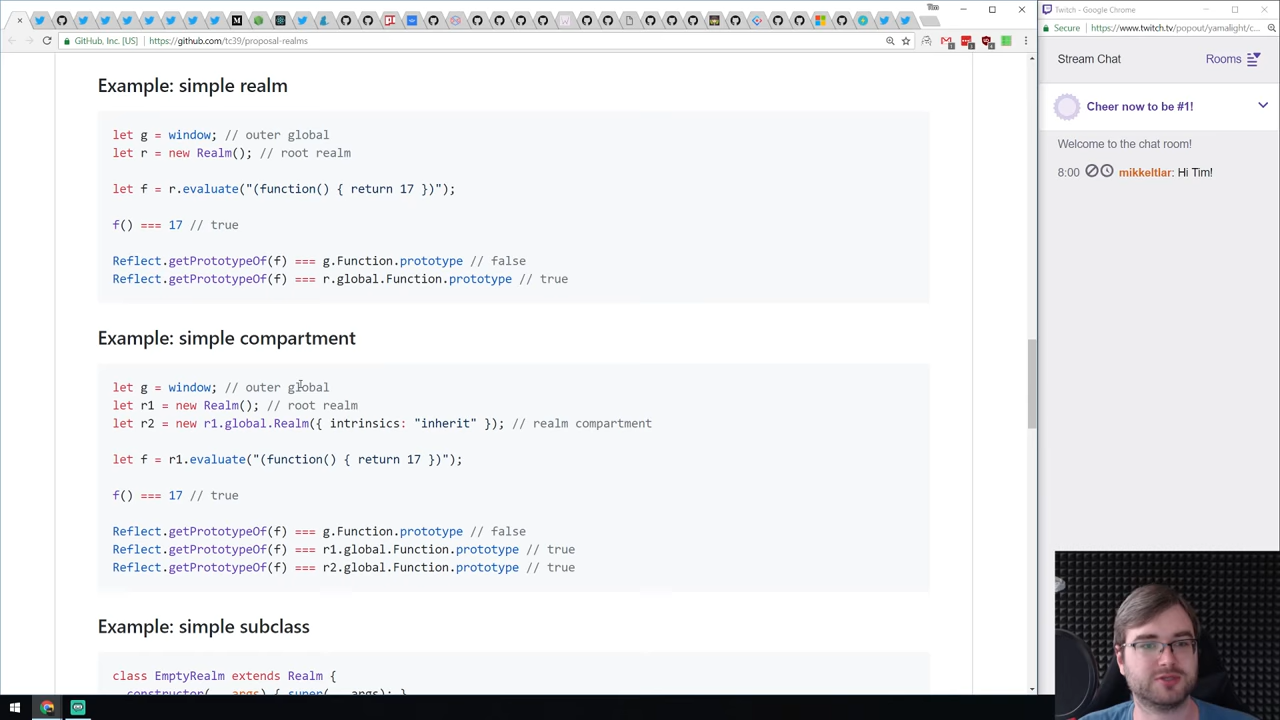 Tim
GitHub, Inc. [US]
https://github.com/tc39/proposal-realms
Example: simple realm
let g = window; // outer global
let r = new Realm(); // root realm
let f = r.evaluate("(function() { return 17 })");
f() === 17 // true
Reflect.getPrototypeOf(f) === g.Function.prototype // false
Reflect.getPrototypeOf(f) === r.global.Function.prototype // true
Example: simple compartment
let g = window; // outer global
let r1 = new Realm(); // root realm
let r2 = new r1.global.Realm({ intrinsics: "inherit" }); // realm compartment
let f = r1.evaluate("(function() { return 17 })");
f() === 17 // true
Reflect.getPrototypeOf(f) === g.Function.prototype // false
Reflect.getPrototypeOf(f) === r1.global.Function.prototype // true
Reflect.getPrototypeOf(f) === r2.global.Function.prototype // true
Example: simple subclass
class EmptyRealm extends Realm {
constructor(...args) { super(...args); }
Twitch - Google Chrome
Secure
https://www.twitch.tv/popout/yamalight/c...
Stream Chat
Rooms
Cheer now to be #1!
Welcome to the chat room!
8:00 mikkeltlar: Hi Tim!